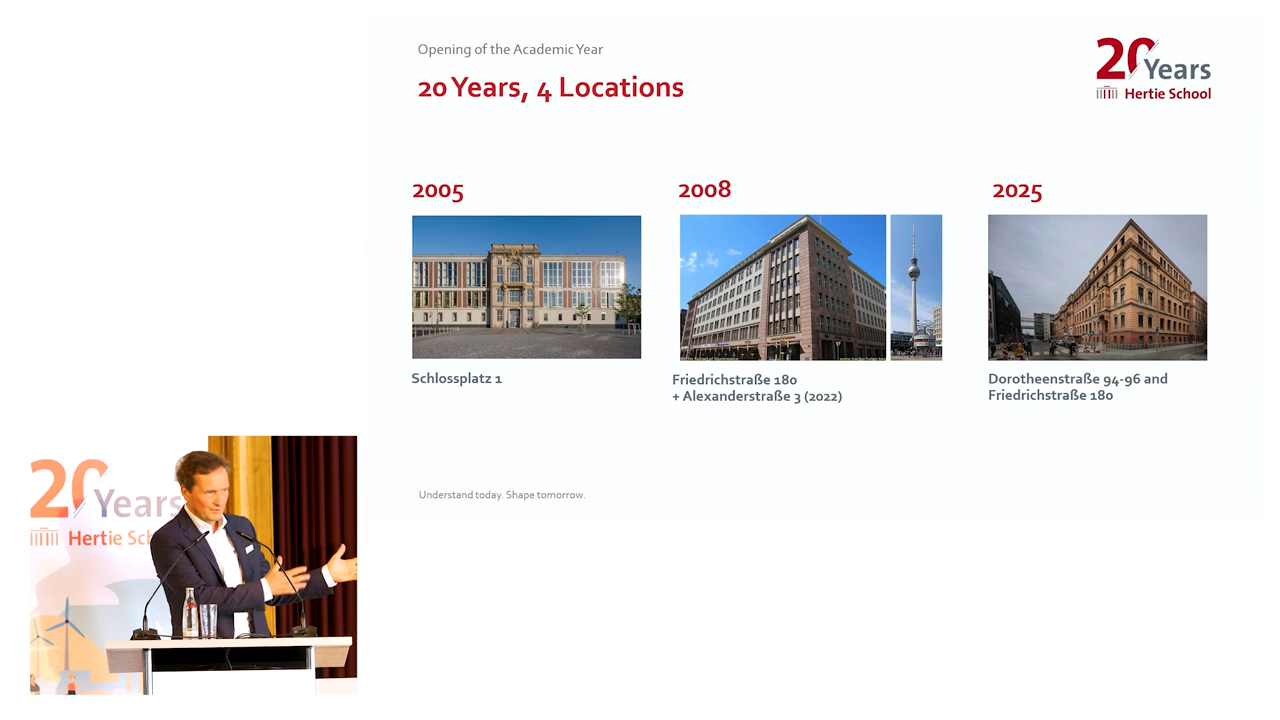 Opening of the Academic Year
20 Years, 4 Locations
20 Years
Hertie School
2005
2008
2025
Schlossplatz 1
Friedrichstraße 180
+ Alexanderstraße 3 (2022)
Dorotheenstraße 94-96 and
Friedrichstraße 180
Understand today. Shape tomorrow.
20 Years
Hertie Sch